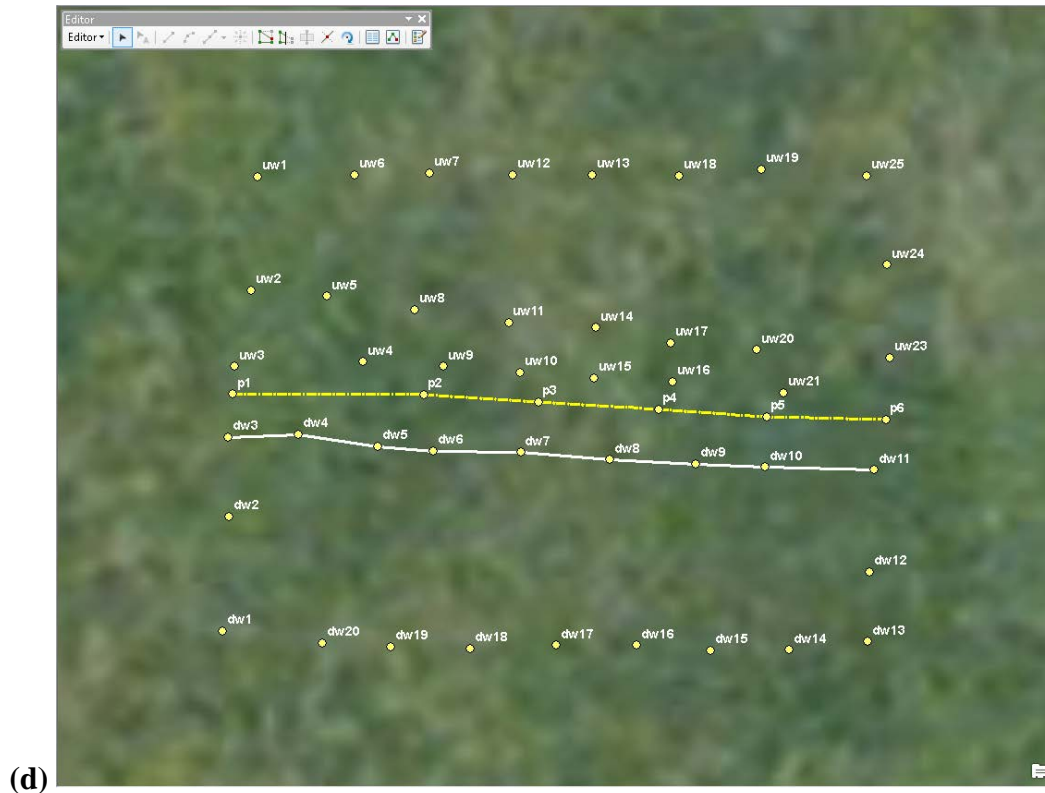 Editor
Editor
uw1 uw6 uw7 uw12 uw13 uw18 uw19 uw25
uw24
uw2 uw5 uw8 uw11 uw14 uw17 uw20 uw23
uw3 uw4 uw9 uw10 uw15 uw16 uw21
p1 p2 p3 p4 p5 p6
dw3 dw4 dw5 dw6 dw7 dw8 dw9 dw10 dw11
dw2
dw12
dw1 dw20 dw19 dw18 dw17 dw16 dw15 dw14 dw13
(d)